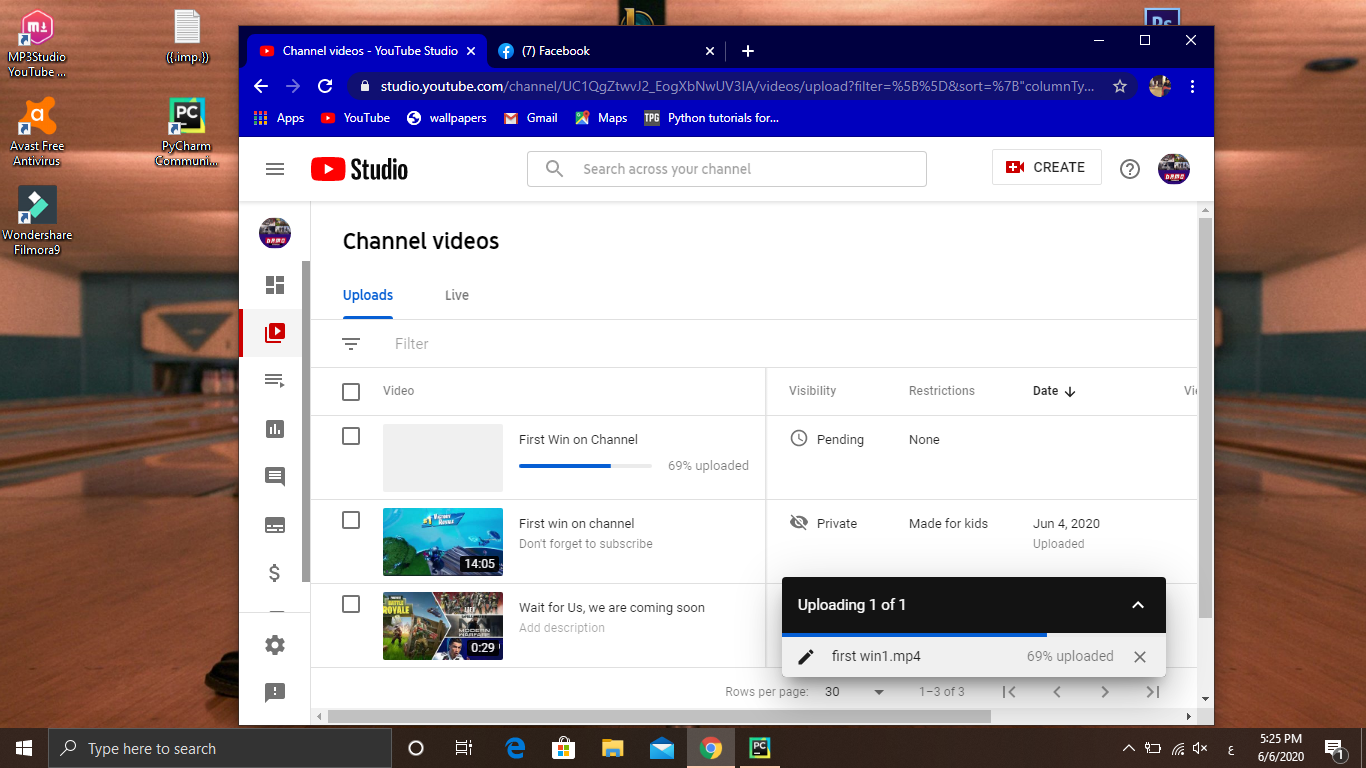 MP3Studio
YouTube ...
({.imp.})
Avast Free
Antivirus
PyCharm
Communi...
Wondershare
Filmora9
Ps
Channel videos - YouTube Studio
(7) Facebook
studio.youtube.com/channel/UC1QgZtwvJ2_EogXbNwUV3IA/videos/upload?filter=%5B%5D&sort=%7B"columnTy...
Apps
YouTube
wallpapers
Gmail
Maps
TPG
Python tutorials for...
Studio
Search across your channel
CREATE
Channel videos
Uploads
Live
Filter
Video
Visibility
Restrictions
Date
Vi
First Win on Channel
69% uploaded
Pending
None
First win on channel
Don't forget to subscribe
14:05
Private
Made for kids
Jun 4, 2020
Uploaded
Wait for Us, we are coming soon
Add description
0:29
Uploading 1 of 1
first win1.mp4
69% uploaded
Rows per page:
30
1–3 of 3
Type here to search
ع
5:25 PM
6/6/2020
1